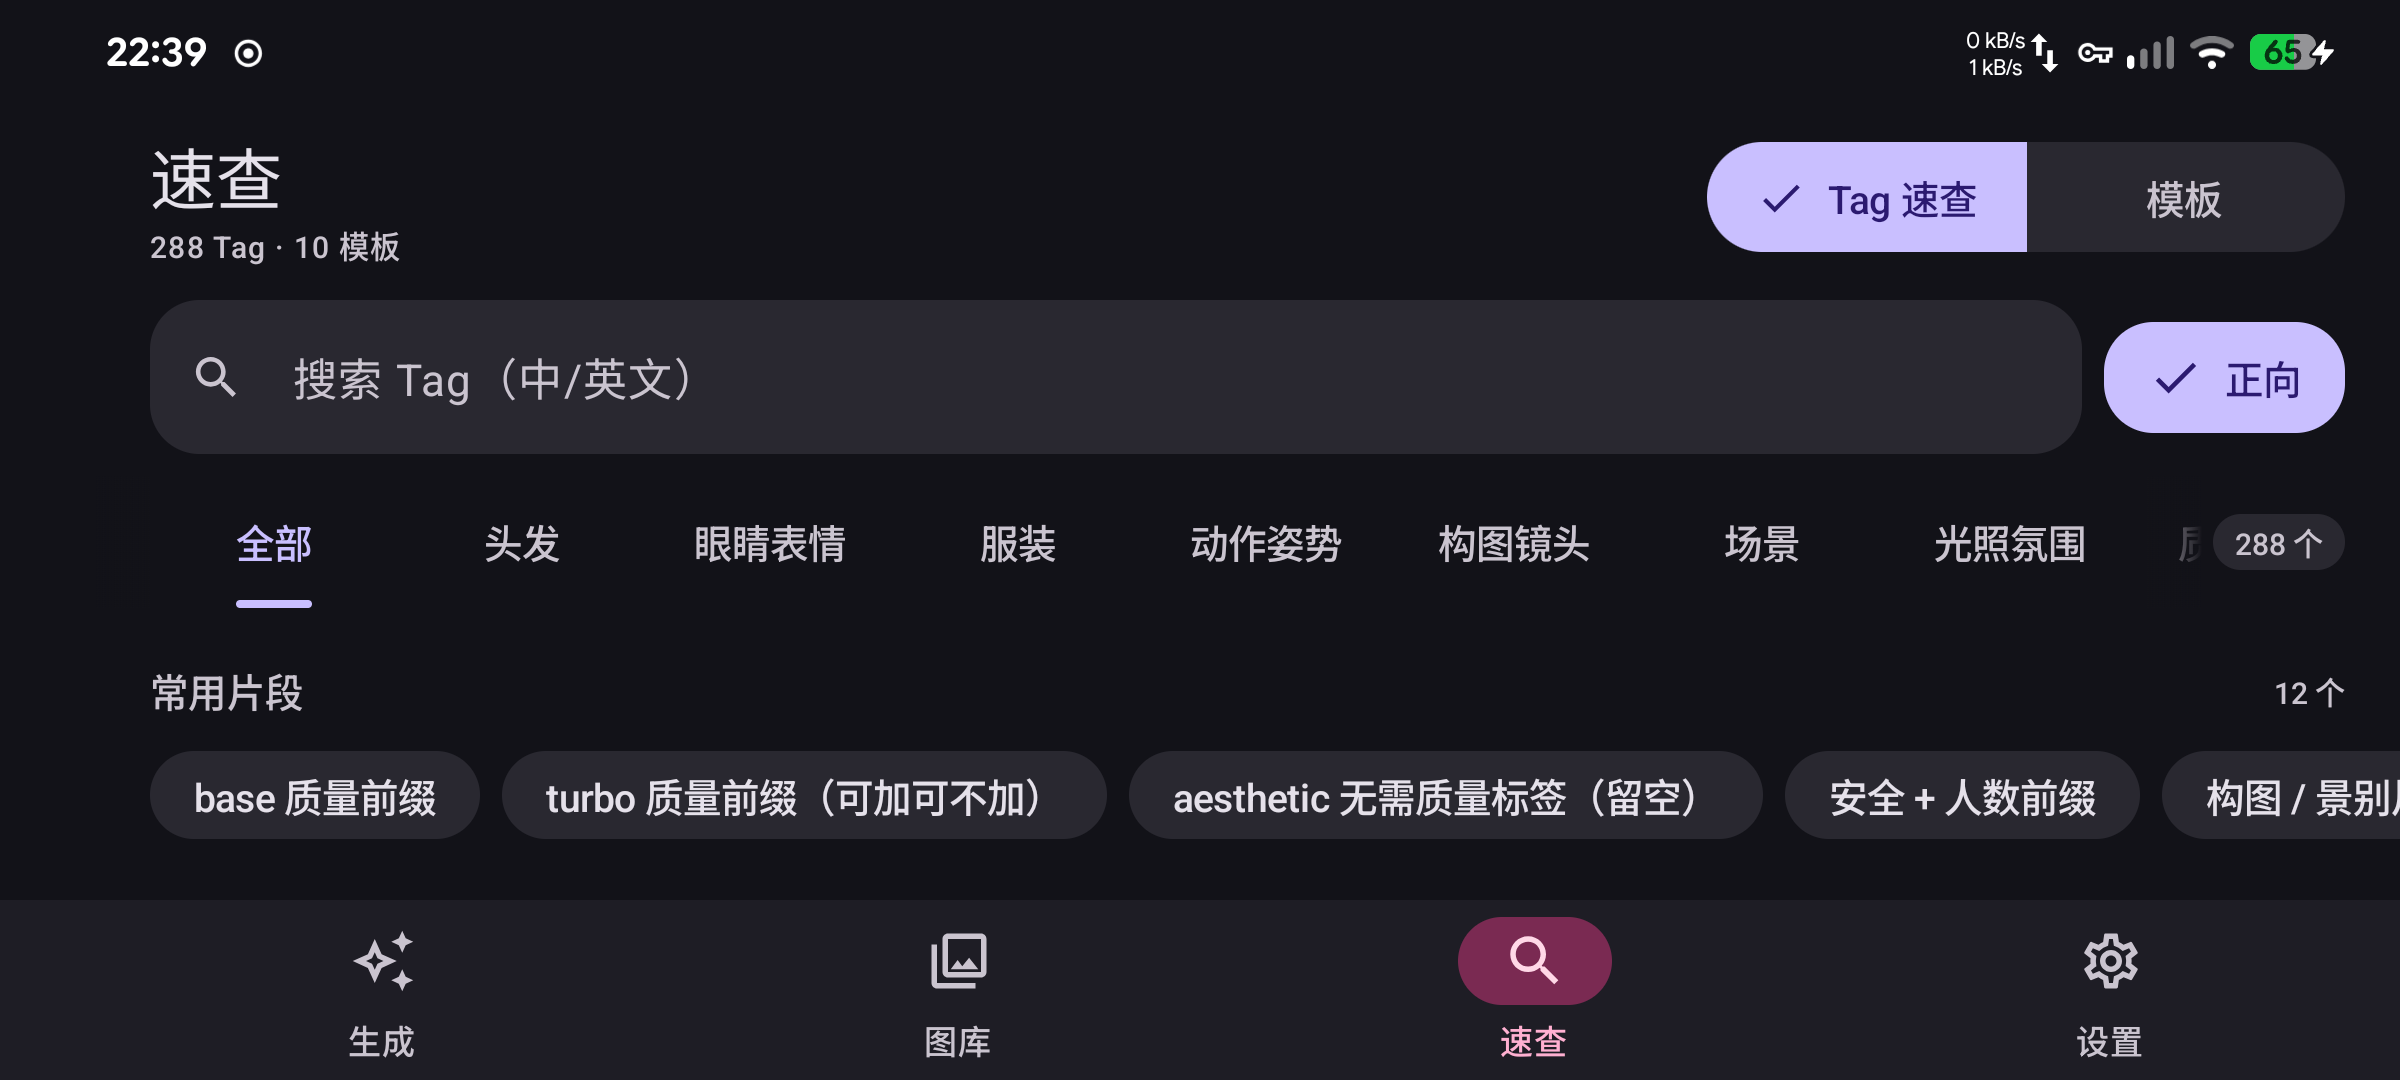 22:39
0 kB/s
1 kB/s
65
速查
288 Tag · 10 模板
Tag 速查
模板
搜索 Tag（中/英文）
正向
全部 头发 眼睛表情 服装 动作姿势 构图镜头 场景 光照氛围 288 个
常用片段
12 个
base 质量前缀
turbo 质量前缀（可加可不加）
aesthetic 无需质量标签（留空）
安全 + 人数前缀
构图 / 景别
生成
图库
速查
设置